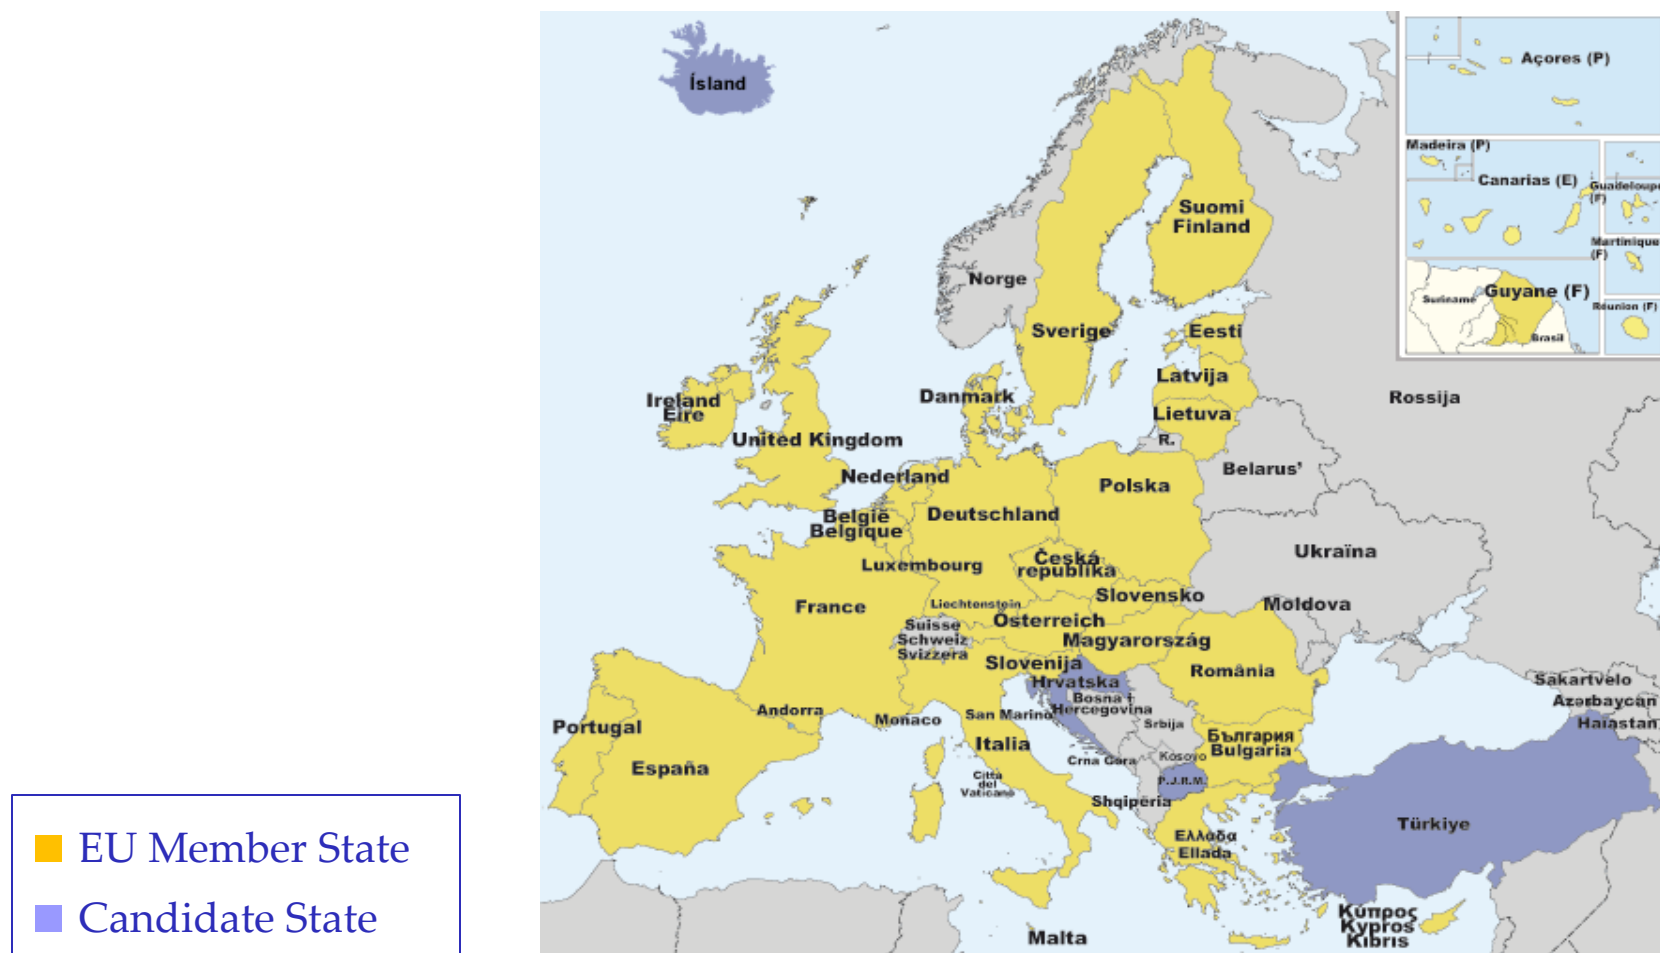 Ísland
Açores (P)
Madeira (P)
Canarias (E)
Guadeloupe
(F)
Martinique
(F)
Guyane (F)
Suriname
Brasil
Réunion (F)
Suomi
Finland
Norge
Sverige
Eesti
Latvija
Lietuva
R.
Rossija
Danmark
Ireland
Éire
United Kingdom
Nederland
Belarus’
Polska
België
Belgique
Deutschland
Česká
republika
Ukraïna
Luxembourg
Slovensko
France
Liechtenstein
Moldova
Österreich
Suisse
Schweiz
Svizzera
Magyarország
Slovenija
România
Hrvatska
Bosna i
Hercegovina
Sakartvelo
Azərbaycan
Haiastan
Andorra
Monaco
San Marino
Srbija
Portugal
Italia
България
Bulgaria
España
Crna Gora
Kosovo
Città
del
Vaticano
P.J.R.M.
Shqipëria
Türkiye
Ελλάδα
Ellada
Κύπρος
Kypros
Kıbrıs
Malta
EU Member State
Candidate State